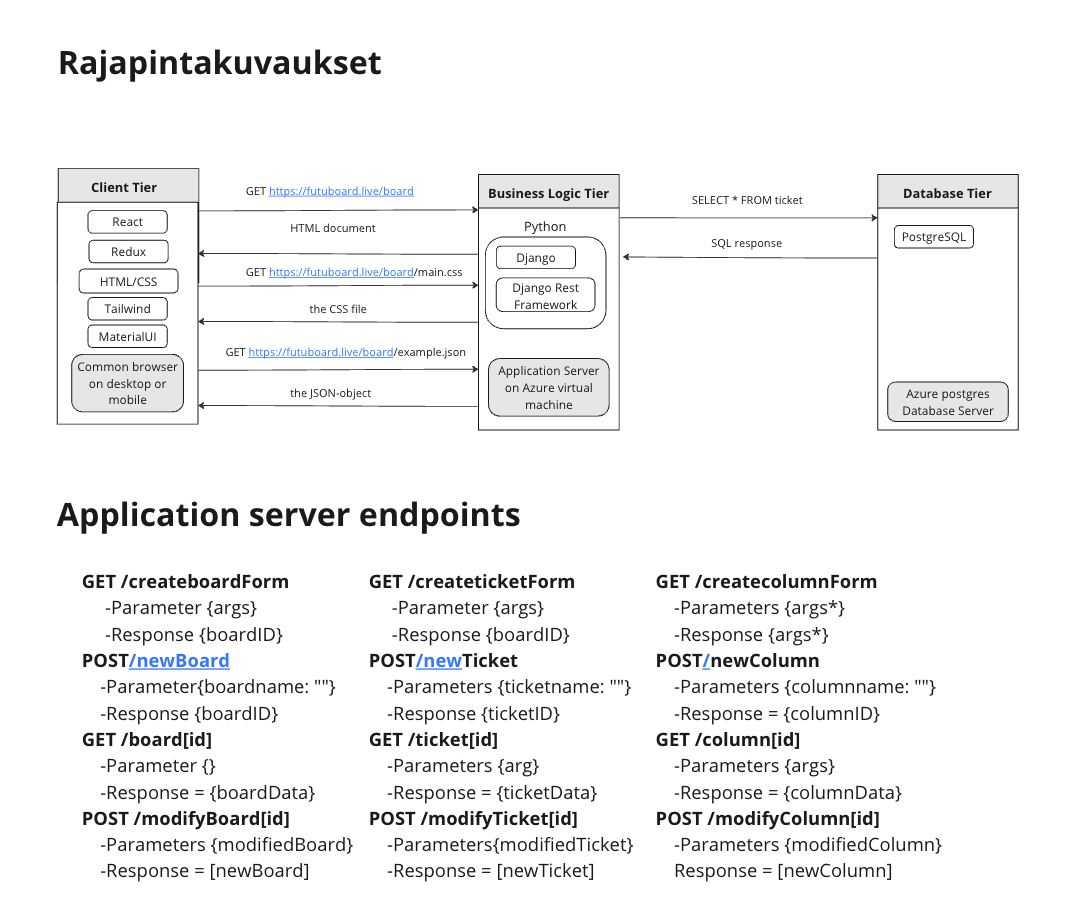 Rajapintakuvaukset
Client Tier
React
Redux
HTML/CSS
Tailwind
MaterialUI
Common browser
on desktop or
mobile
GET https://futuboard.live/board
HTML document
GET https://futuboard.live/board/main.css
the CSS file
GET https://futuboard.live/board/example.json
the JSON-object
Business Logic Tier
Python
Django
Django Rest
Framework
Application Server
on Azure virtual
machine
SELECT * FROM ticket
SQL response
Database Tier
PostgreSQL
Azure postgres
Database Server
Application server endpoints
GET /createboardForm
-Parameter {args}
-Response {boardID}
POST/newBoard
-Parameter{boardname: ""}
-Response {boardID}
GET /board[id]
-Parameter {}
-Response = {boardData}
POST /modifyBoard[id]
-Parameters {modifiedBoard}
-Response = [newBoard]
GET /createticketForm
-Parameter {args}
-Response {boardID}
POST/newTicket
-Parameters {ticketname: ""}
-Response {ticketID}
GET /ticket[id]
-Parameters {arg}
-Response = {ticketData}
POST /modifyTicket[id]
-Parameters{modifiedTicket}
-Response = [newTicket]
GET /createcolumnForm
-Parameters {args*}
-Response {args*}
POST/newColumn
-Parameters {columnname: ""}
-Response = {columnID}
GET /column[id]
-Parameters {args}
-Response = {columnData}
POST /modifyColumn[id]
-Parameters {modifiedColumn}
Response = [newColumn]